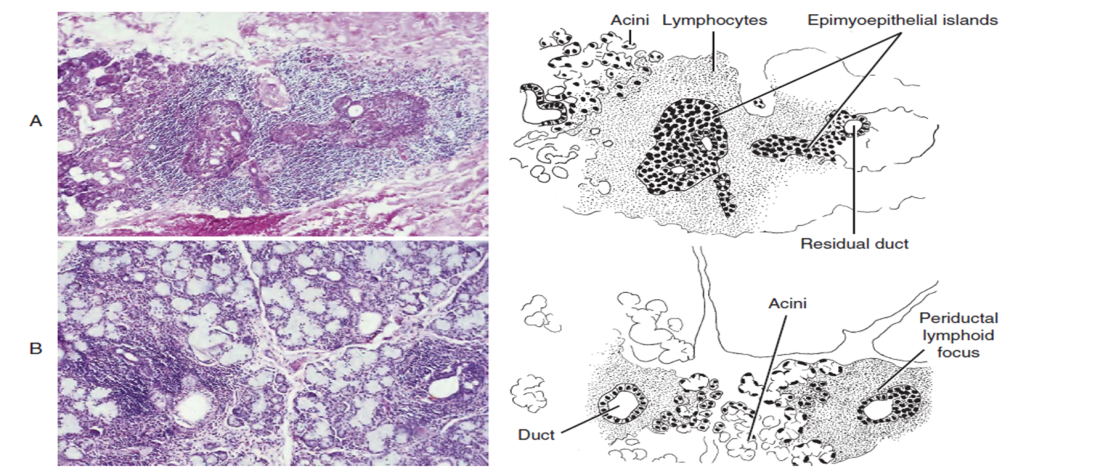 Acini Lymphocytes Epimyoepithelial islands
A
Residual duct
Acini
Periductal
lymphoid
focus
B
Duct